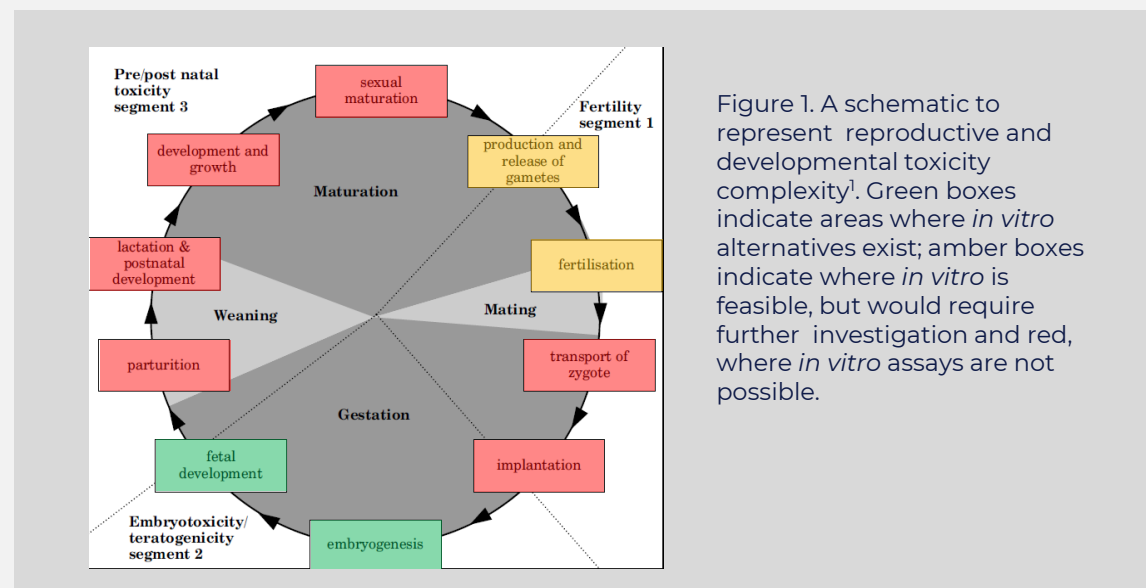 Pre/post natal
toxicity
segment 3
sexual
maturation
Fertility
segment 1
development and
growth
production and
release of
gametes
Maturation
lactation &
postnatal
development
fertilisation
Weaning
Mating
parturition
transport of
zygote
Gestation
fetal
development
implantation
Embryotoxicity/
teratogenicity
segment 2
embryogenesis
Figure 1. A schematic to
represent reproductive and
developmental toxicity
complexity¹. Green boxes
indicate areas where in vitro
alternatives exist; amber boxes
indicate where in vitro is
feasible, but would require
further investigation and red,
where in vitro assays are not
possible.